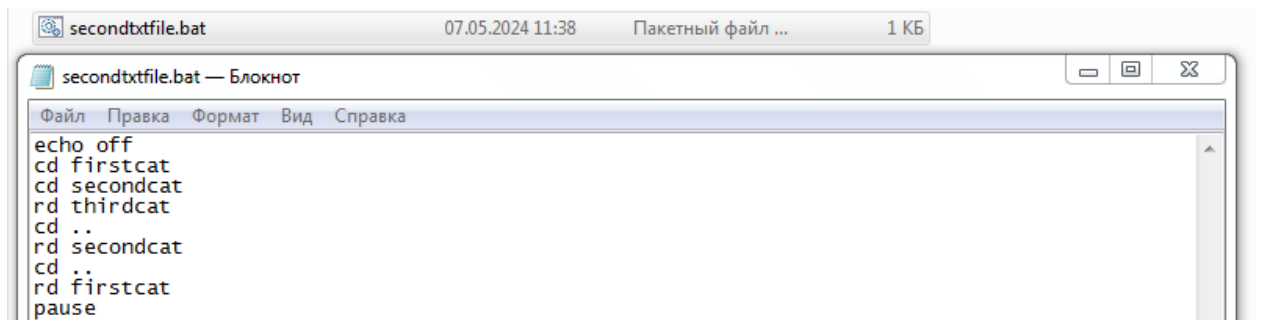 secondtxtfile.bat 07.05.2024 11:38 Пакетный файл ... 1 КБ
secondtxtfile.bat — Блокнот
Файл Правка Формат Вид Справка
echo off
cd firstcat
cd secondcat
rd thirdcat
cd ..
rd secondcat
cd ..
rd firstcat
pause